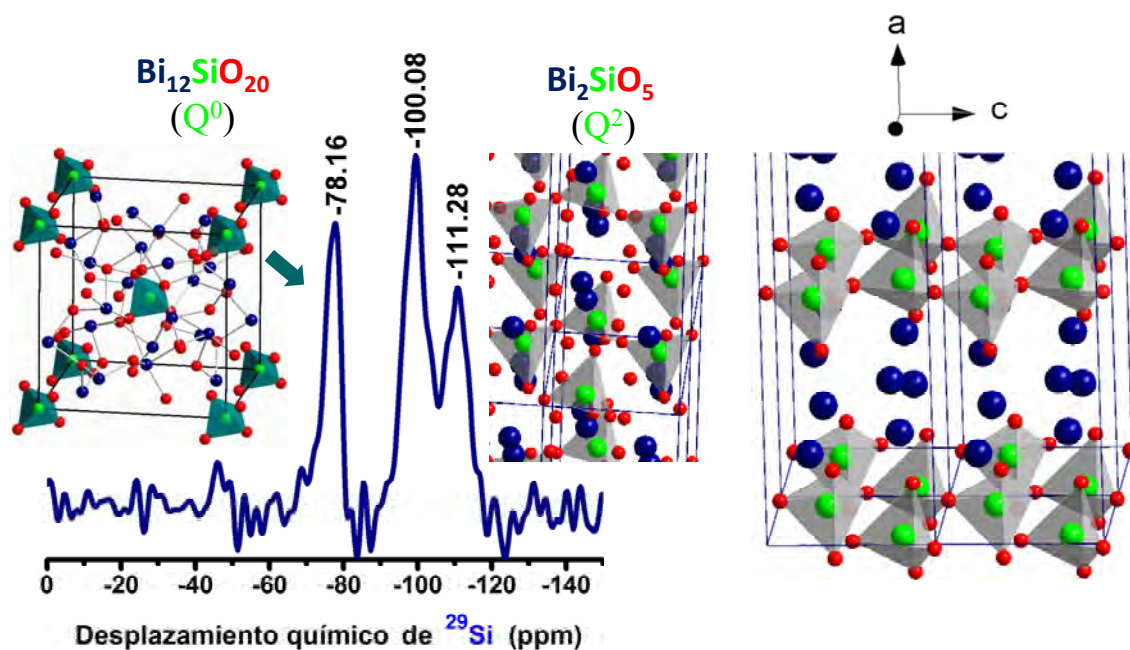 Bi₁₂SiO₂₀
(Q⁰)
-78.16
-100.08
-111.28
Bi₂SiO₅
(Q²)
a
c
0 -20 -40 -60 -80 -100 -120 -140
Desplazamiento químico de ²⁹Si (ppm)